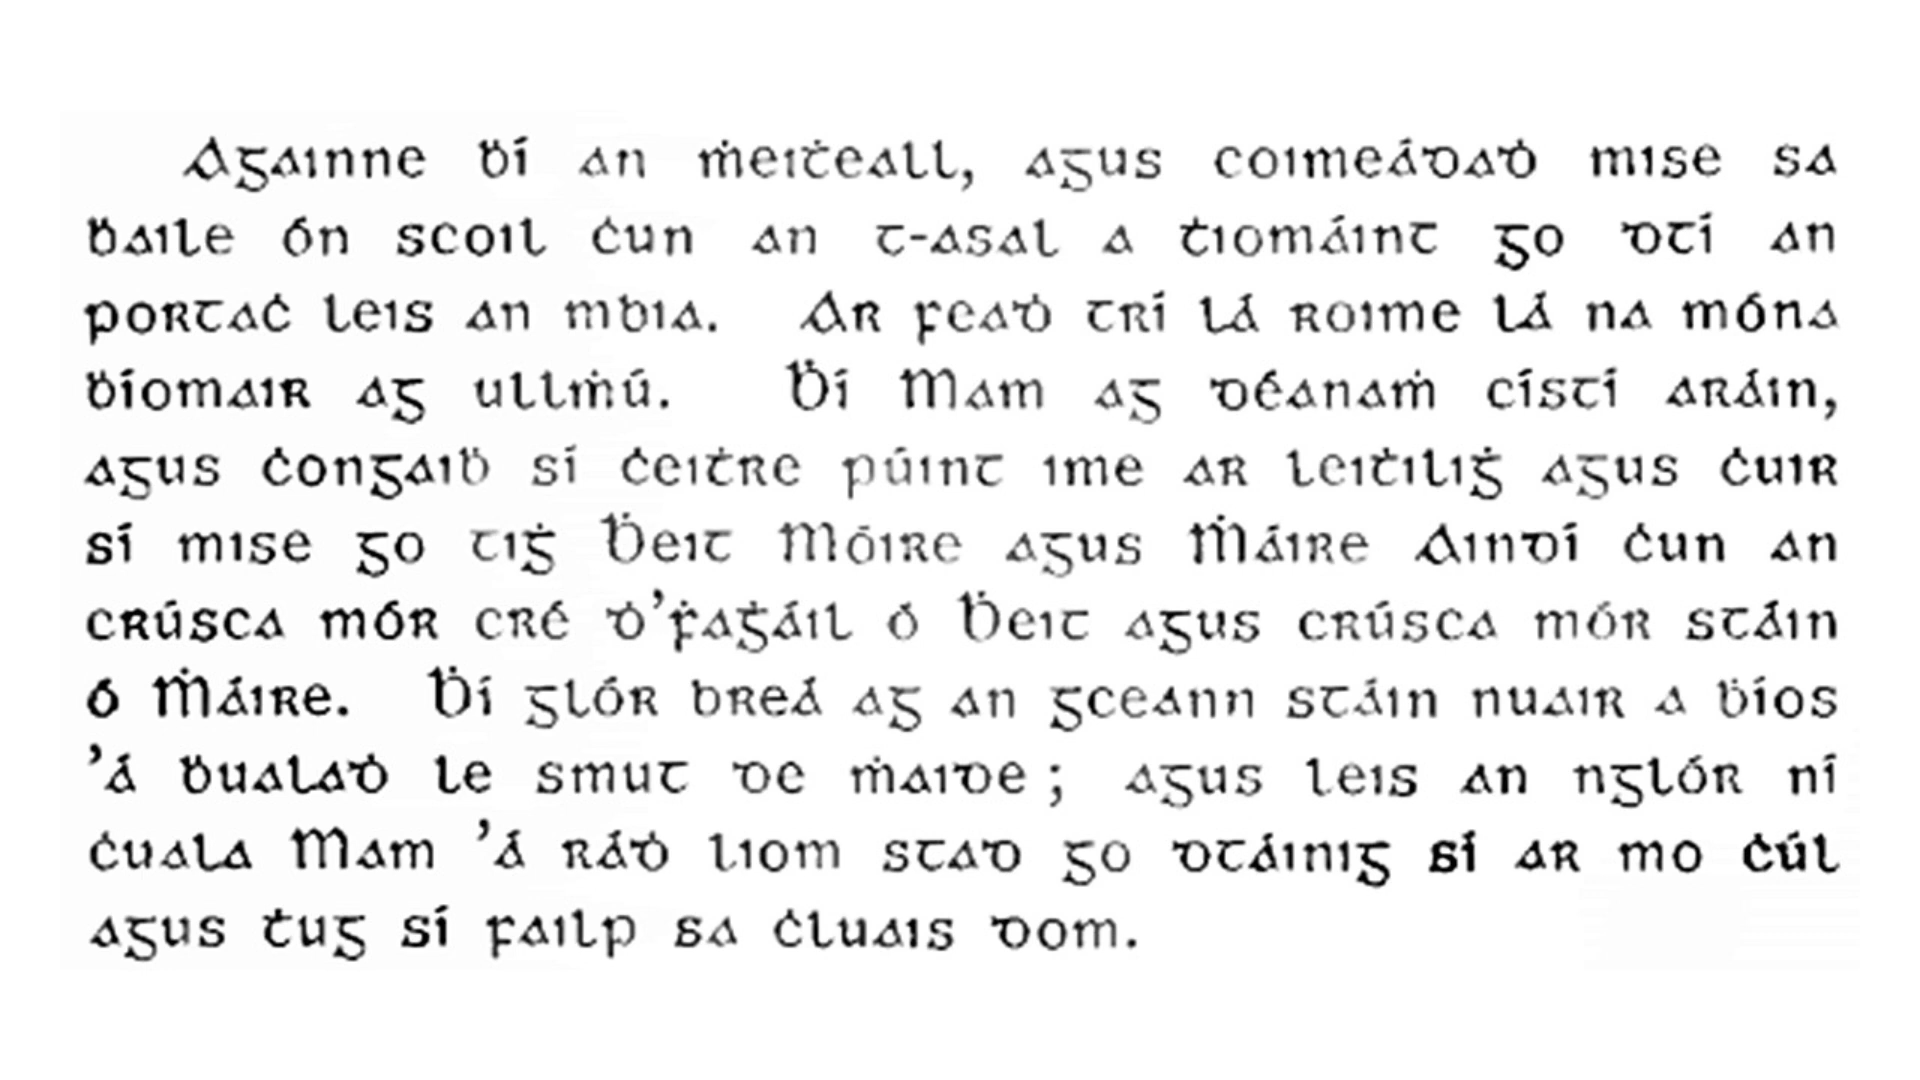 Againne ḃí an ṁeiṫeall, agus coimeádaḋ mise sa
ḃaile ón scoil ċun an t-asal a ṫiomáint go dtí an
portaċ leis an mbia. Ar feaḋ trí lá roime lá na móna
ḃíomair ag ullṁú. Ḃí Mam ag déanaṁ cístí aráin,
agus ċongaiḃ sí ċeiṫre púint ime ar leiṫiliġ agus ċuir
sí mise go tiġ Ḃeit Móire agus Ṁáire Aindí ċun an
crúsca mór cré d’ḟaġáil ó Ḃeit agus crúsca mór stáin
ó Ṁáire. Ḃí glór breá ag an gceann stáin nuair a ḃíos
’á ḃualaḋ le smut de ṁaide; agus leis an nglór ní
ċuala Mam ’á ráḋ liom stad go dtáinig sí ar mo ċúl
agus ṫug sí failp sa ċluais dom.